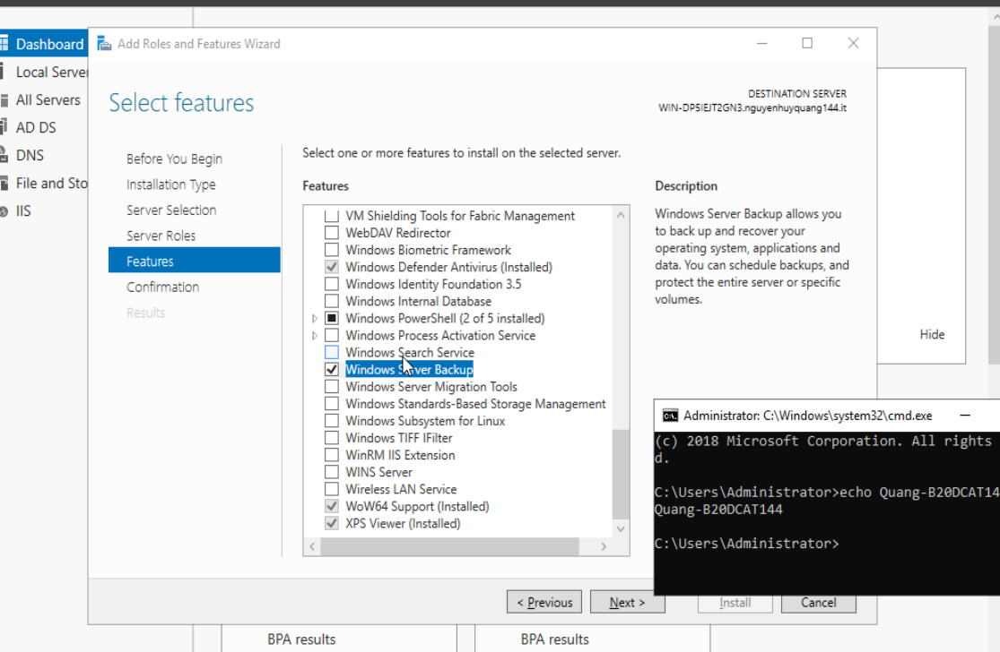 Dashboard
Local Server
All Servers
AD DS
DNS
File and Sto
IIS
Add Roles and Features Wizard
Select features
DESTINATION SERVER
WIN-DP5IEJT2GN3.nguyenhuyquang144.it
Before You Begin
Installation Type
Server Selection
Server Roles
Features
Confirmation
Results
Select one or more features to install on the selected server.
Features
VM Shielding Tools for Fabric Management
WebDAV Redirector
Windows Biometric Framework
Windows Defender Antivirus (Installed)
Windows Identity Foundation 3.5
Windows Internal Database
Windows PowerShell (2 of 5 installed)
Windows Process Activation Service
Windows Search Service
Windows Server Backup
Windows Server Migration Tools
Windows Standards-Based Storage Management
Windows Subsystem for Linux
Windows TIFF IFilter
WinRM IIS Extension
WINS Server
Wireless LAN Service
WoW64 Support (Installed)
XPS Viewer (Installed)
Description
Windows Server Backup allows you
to back up and recover your
operating system, applications and
data. You can schedule backups, and
protect the entire server or specific
volumes.
Hide
Administrator: C:\Windows\system32\cmd.exe
(c) 2018 Microsoft Corporation. All rights
d.
C:\Users\Administrator>echo Quang-B20DCAT14
Quang-B20DCAT144
C:\Users\Administrator>
< Previous
Next >
Install
Cancel
BPA results
BPA results